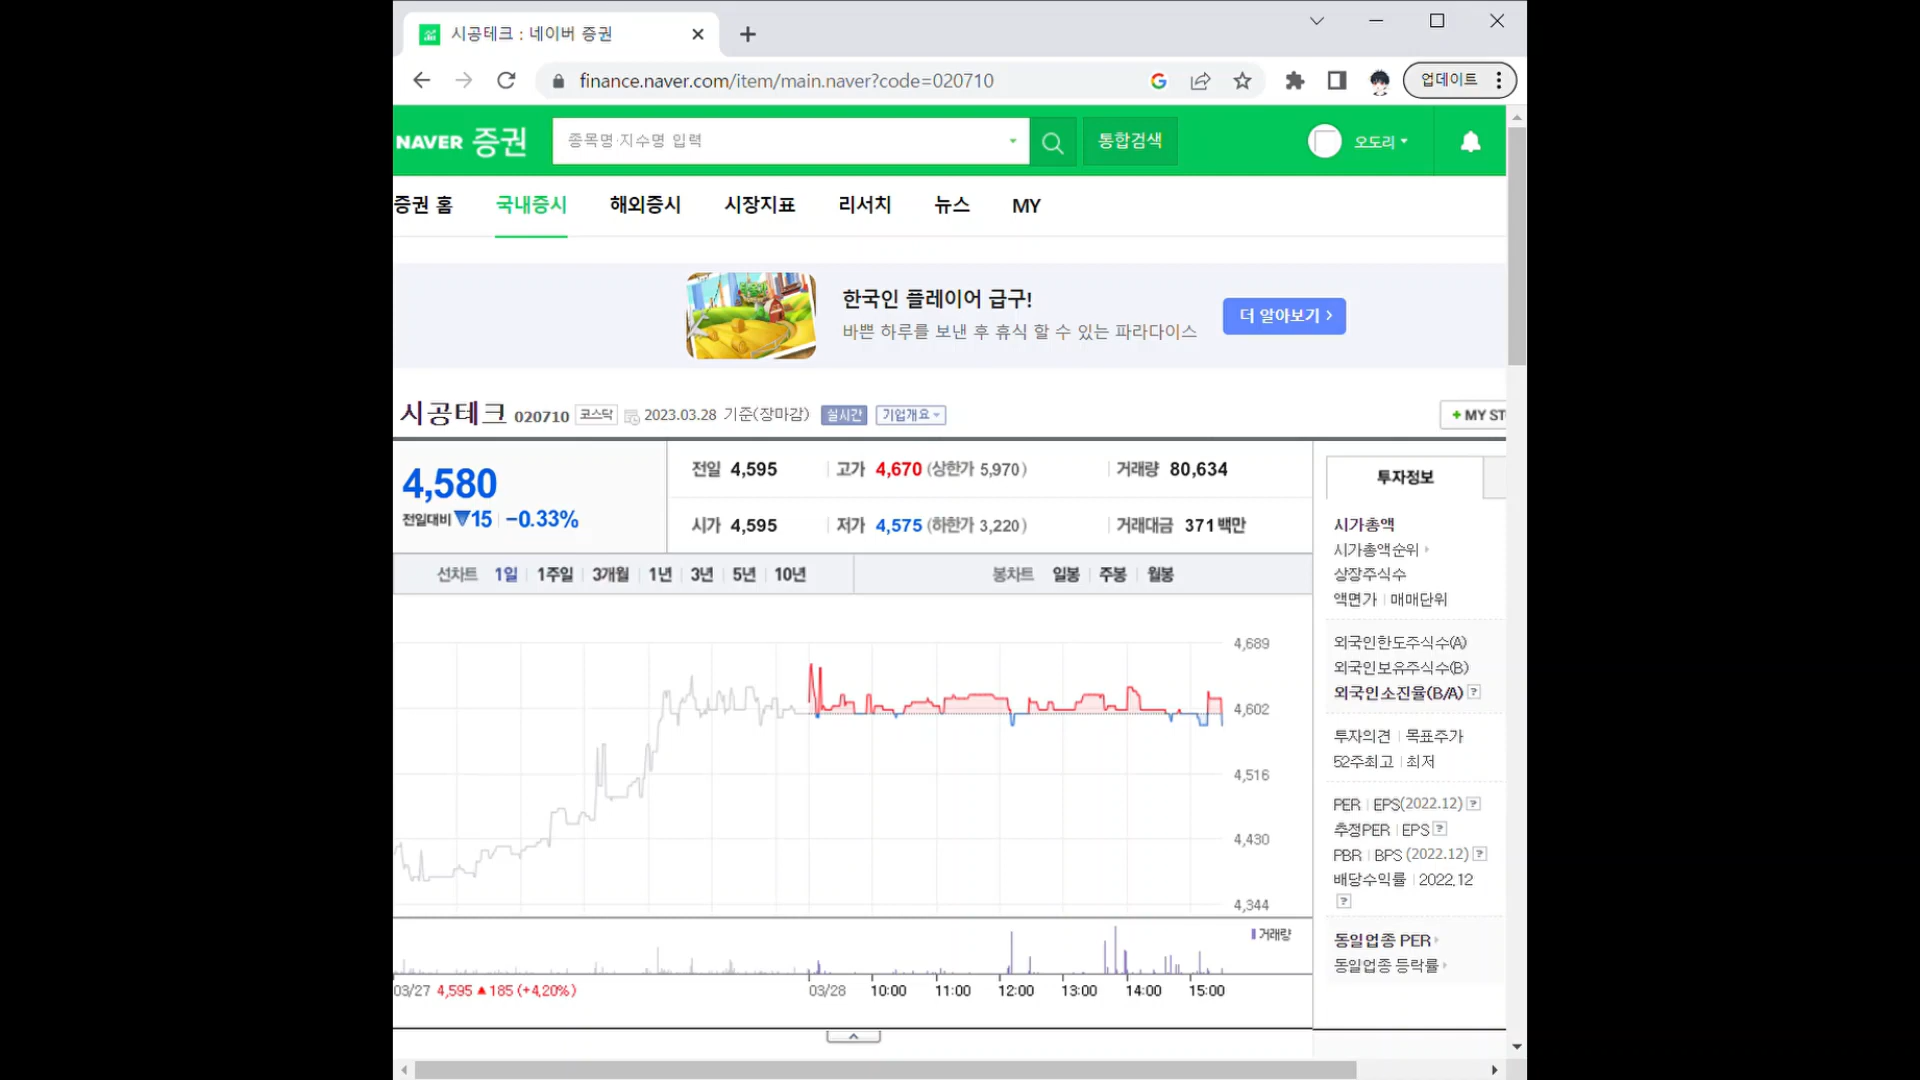 시공테크 : 네이버 증권
finance.naver.com/item/main.naver?code=020710
업데이트
NAVER 증권
종목명·지수명 입력
통합검색
오도리
증권 홈 국내증시 해외증시 시장지표 리서치 뉴스 MY
한국인 플레이어 급구!
바쁜 하루를 보낸 후 휴식 할 수 있는 파라다이스
더 알아보기 >
시공테크 020710 코스닥 2023.03.28 기준(장마감) 실시간 기업개요
+ MY ST
4,580
전일대비 ▼15 | -0.33%
전일 4,595 | 고가 4,670 (상한가 5,970) | 거래량 80,634
시가 4,595 | 저가 4,575 (하한가 3,220) | 거래대금 371 백만
선차트 1일 1주일 3개월 1년 3년 5년 10년
봉차트 일봉 주봉 월봉
4,689
4,602
4,516
4,430
4,344
거래량
03/27 4,595 ▲ 185 (+4,20%)
03/28 10:00 11:00 12:00 13:00 14:00 15:00
투자정보
시가총액
시가총액순위
상장주식수
액면가 | 매매단위
외국인한도주식수(A)
외국인보유주식수(B)
외국인소진율(B/A) ?
투자의견 | 목표주가
52주최고 | 최저
PER | EPS(2022.12) ?
추정PER | EPS ?
PBR | BPS (2022.12) ?
배당수익률 | 2022.12
?
동일업종 PER
동일업종 등락률